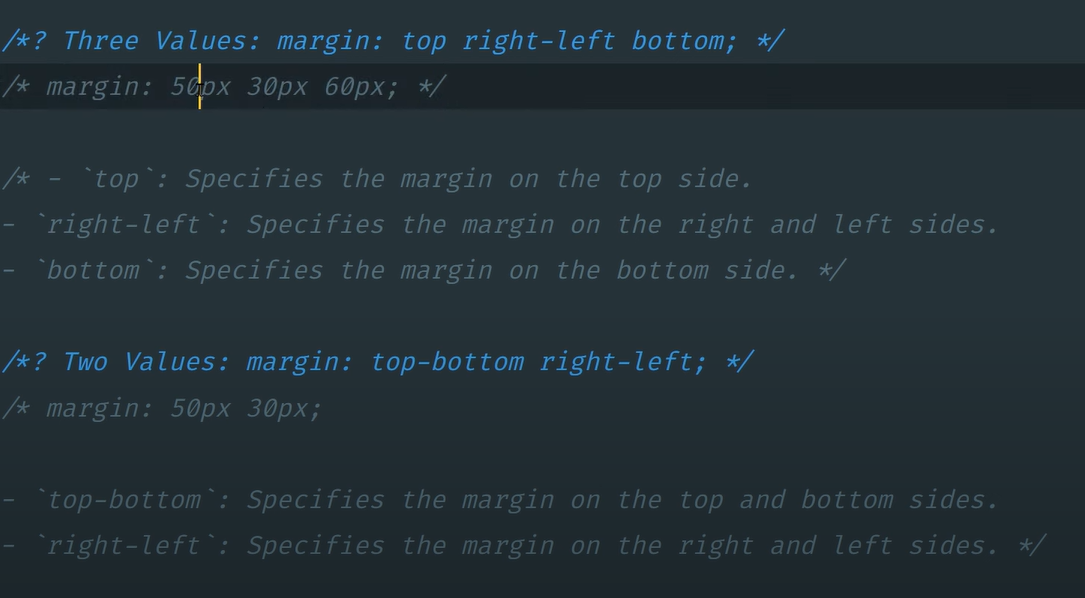 /*? Three Values: margin: top right-left bottom; */
/* margin: 50px 30px 60px; */
/* - `top`: Specifies the margin on the top side.
- `right-left`: Specifies the margin on the right and left sides.
- `bottom`: Specifies the margin on the bottom side. */
/*? Two Values: margin: top-bottom right-left; */
/* margin: 50px 30px;
- `top-bottom`: Specifies the margin on the top and bottom sides.
- `right-left`: Specifies the margin on the right and left sides. */